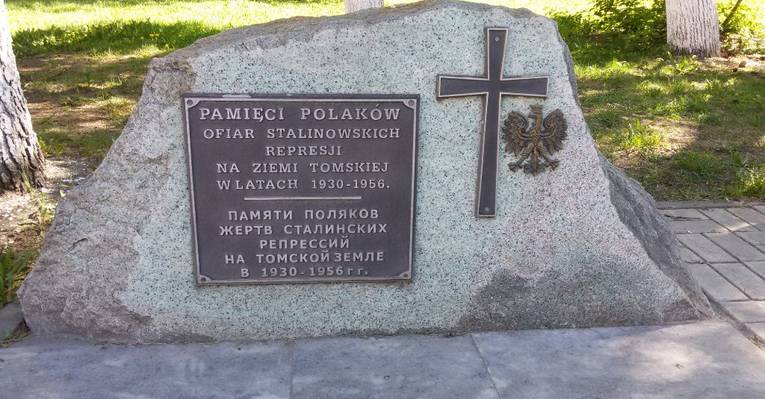 PAMIĘCI POLAKÓW
OFIAR STALINOWSKICH
REPRESJI
NA ZIEMI TOMSKIEJ
W LATACH 1930-1956.
ПАМЯТИ ПОЛЯКОВ
ЖЕРТВ СТАЛИНСКИХ
РЕПРЕССИЙ
НА ТОМСКОЙ ЗЕМЛЕ
В 1930-1956 гг.